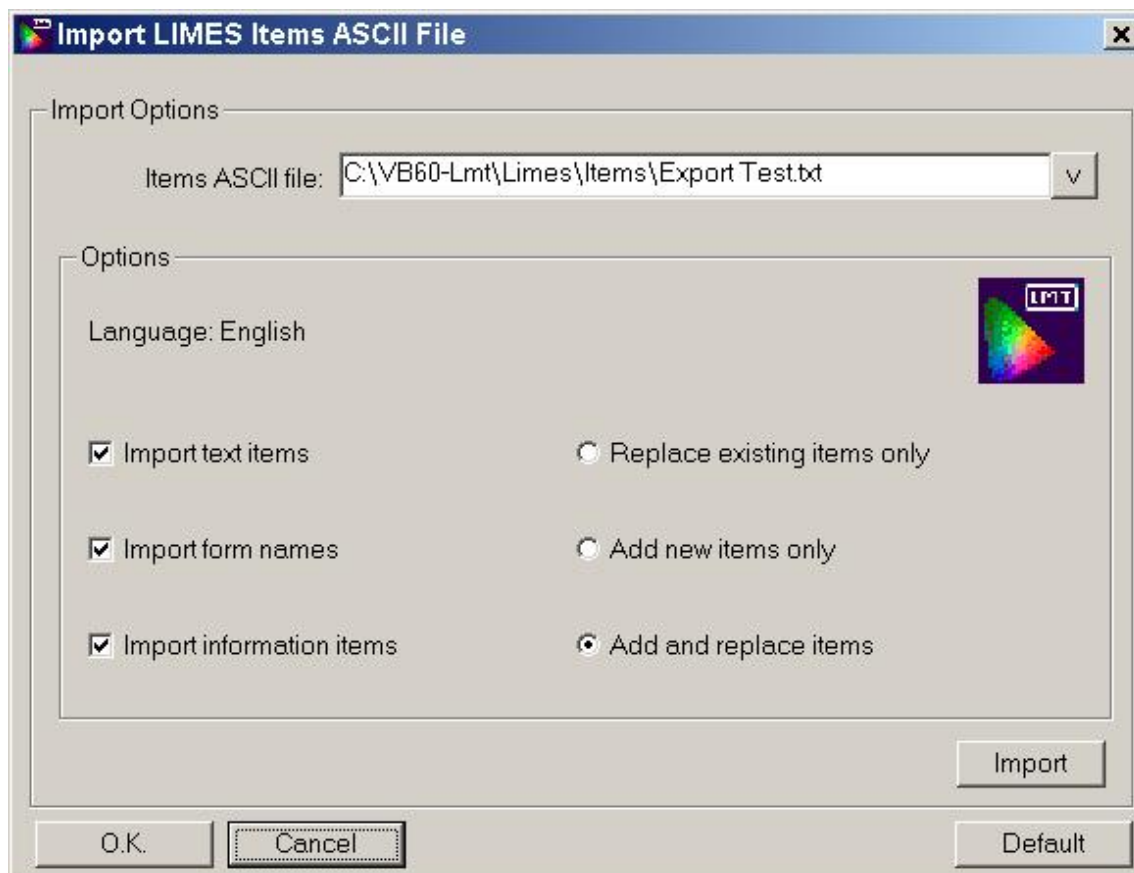 Import LIMES Items ASCII File
Import Options
Items ASCII file: C:\VB60-Lmt\Limes\Items\Export Test.txt v
Options
LMT
Language: English
Import text items
Replace existing items only
Import form names
Add new items only
Import information items
Add and replace items
Import
O.K.
Cancel
Default